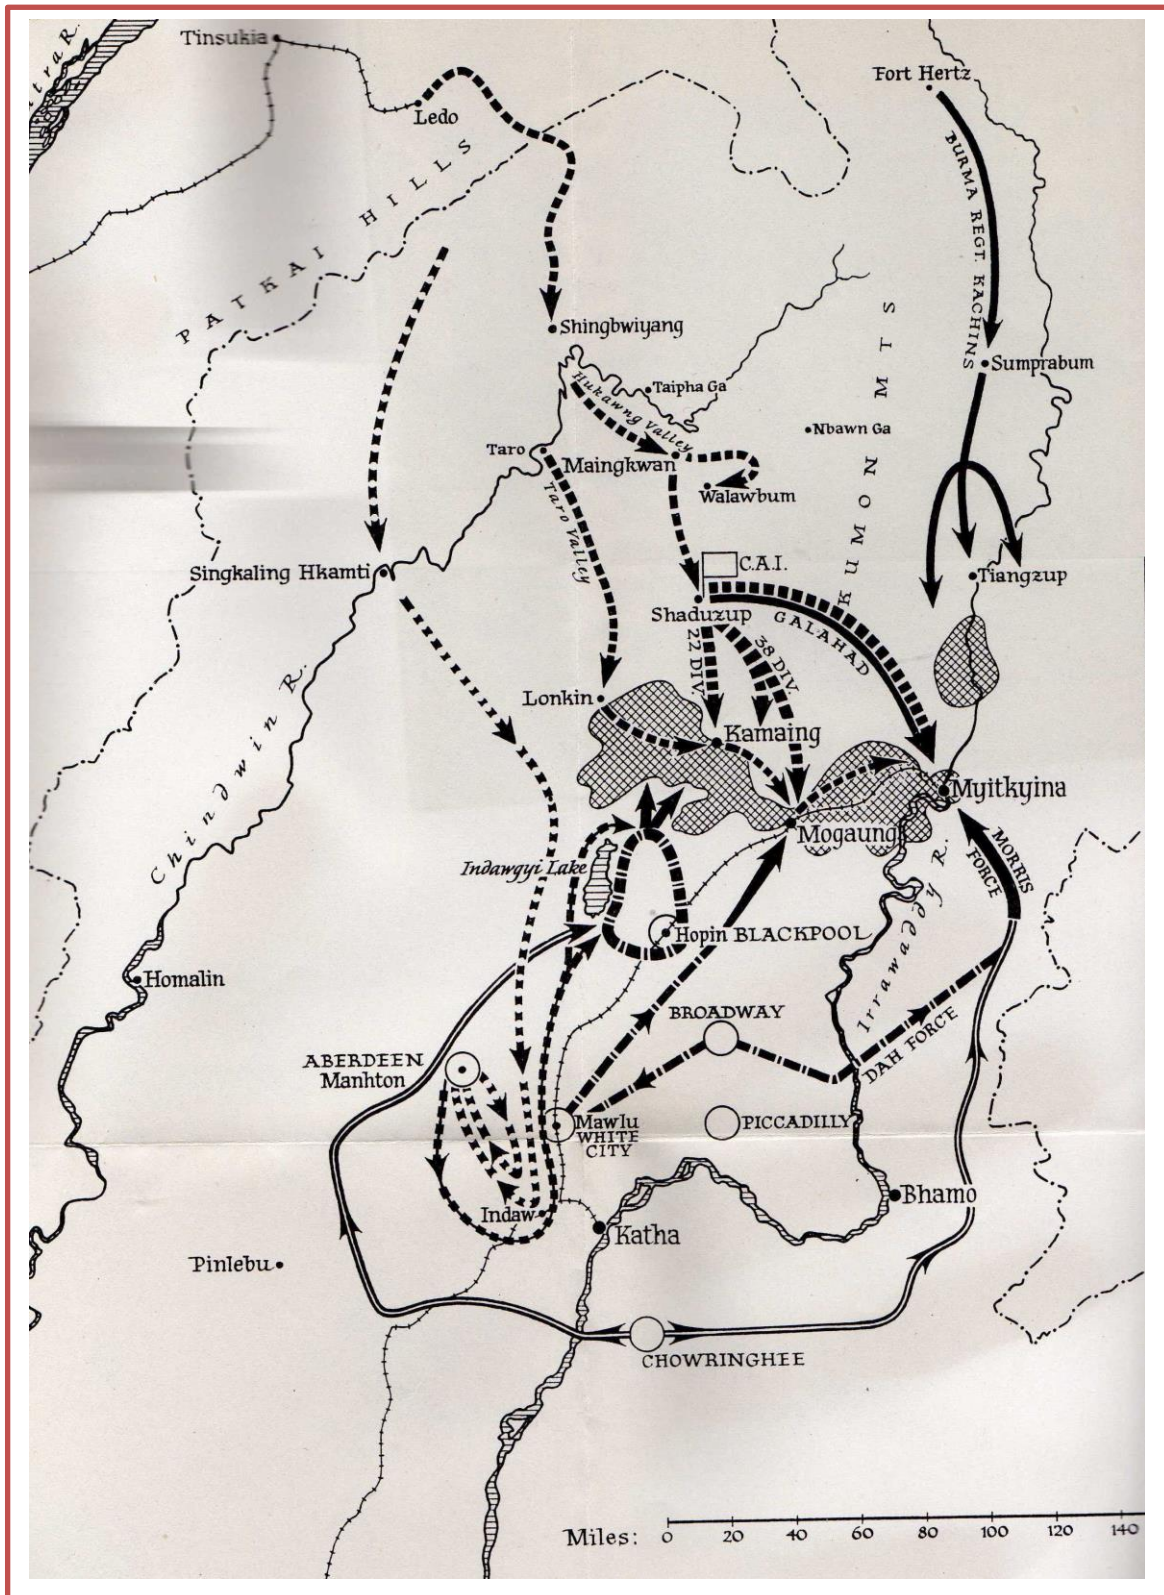 Tinsukia
Ledo
Fort Hertz
PATKAI HILLS
BURMA REGT. KACHINS
Shingbwiyang
Sumprabum
Taipha Ga
Hukawng Valley
Nbawn Ga
Taro
Maingkwan
Walawbum
Taro Valley
KUMON MTS
Singkaling Hkamti
C.A.I.
Tiangzup
Shaduzup
GALAHAD
22 DIV.
38 DIV.
Lonkin
Kamaing
Chindwin R.
Myitkyina
Mogaung
MORRIS
FORCE
Indawgyi Lake
Hopin BLACKPOOL
Irrawaddy R.
Homalin
BROADWAY
DAH FORCE
ABERDEEN
Manhton
Mawlu
WHITE
CITY
PICCADILLY
Bhamo
Indaw
Katha
Pinlebu
CHOWRINGHEE
Miles: 0 20 40 60 80 100 120 140